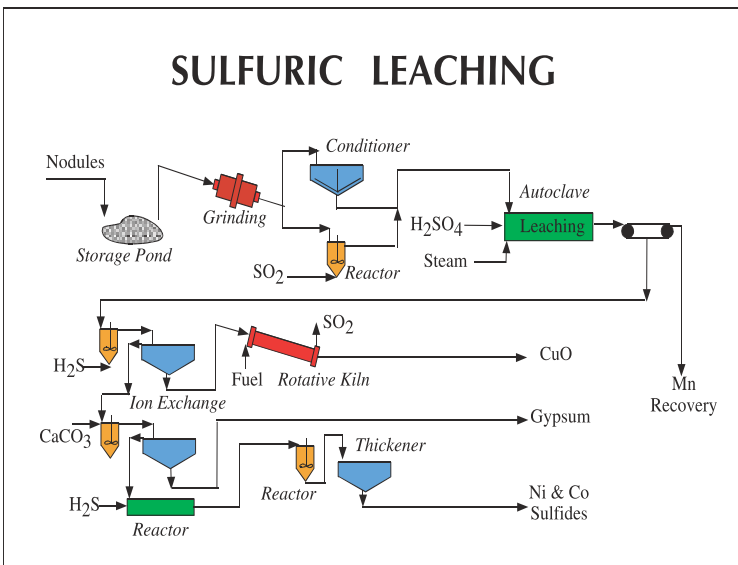 SULFURIC LEACHING
Nodules
Storage Pond
Grinding
Conditioner
SO2
Reactor
H2SO4
Steam
Autoclave
Leaching
Mn
Recovery
H2S
Ion Exchange
SO2
Fuel
Rotative Kiln
CuO
CaCO3
Gypsum
H2S
Reactor
Reactor
Thickener
Ni & Co
Sulfides